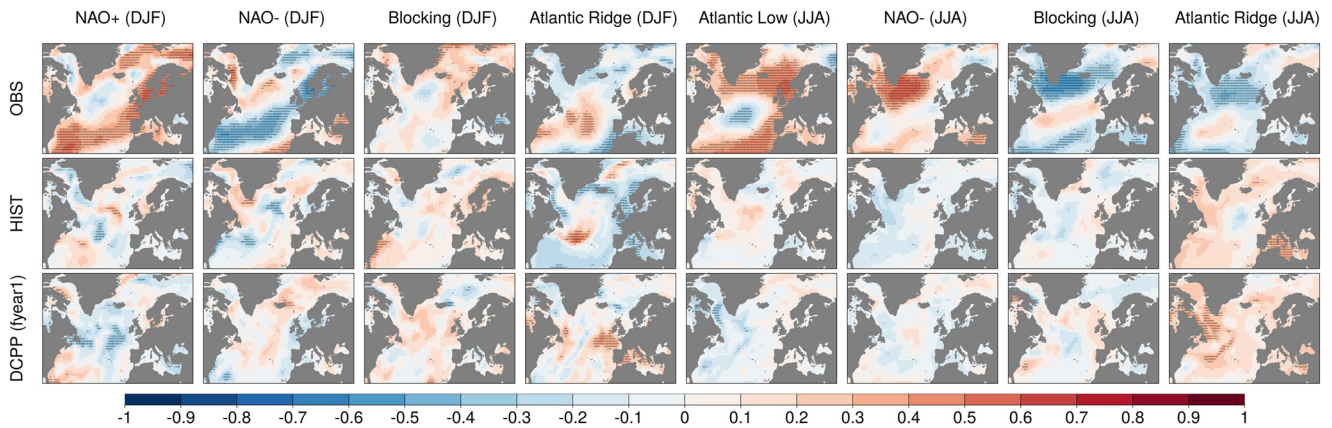 NAO+ (DJF) NAO- (DJF) Blocking (DJF) Atlantic Ridge (DJF) Atlantic Low (JJA) NAO- (JJA) Blocking (JJA) Atlantic Ridge (JJA)
OBS
HIST
DCPP (fyear1)
-1 -0.9 -0.8 -0.7 -0.6 -0.5 -0.4 -0.3 -0.2 -0.1 0 0.1 0.2 0.3 0.4 0.5 0.6 0.7 0.8 0.9 1